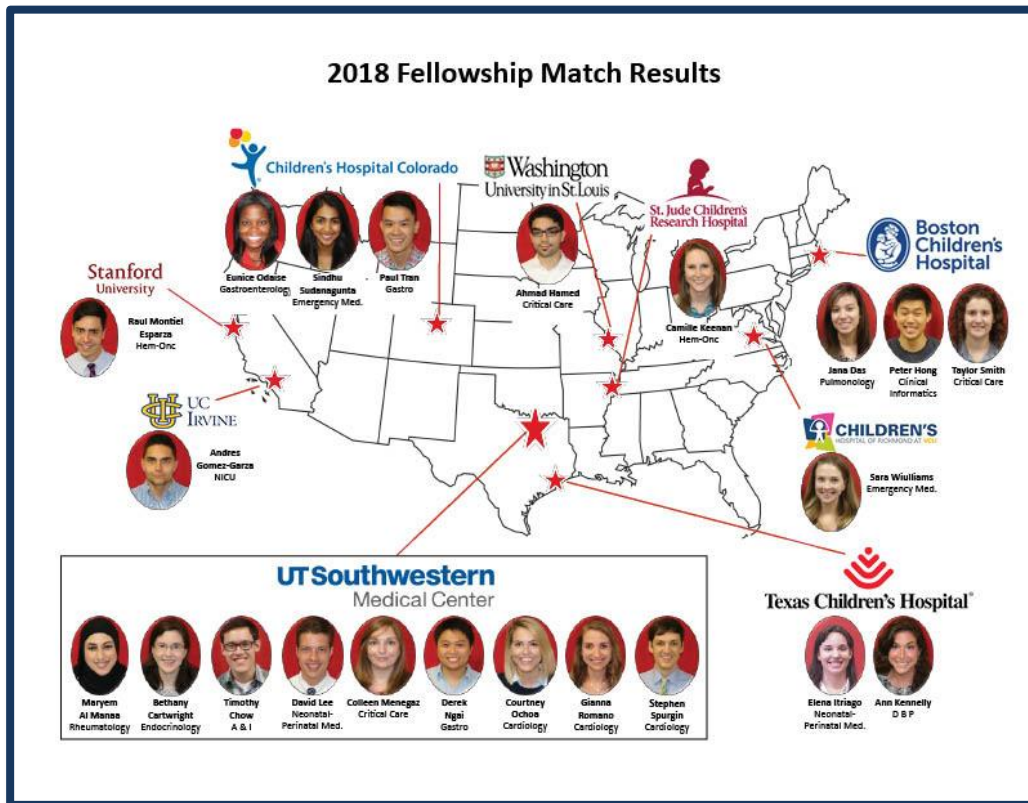 2018 Fellowship Match Results
Children's Hospital Colorado
Eunice Odaise
Gastroenterology
Sindhu
Sudanagunta
Emergency Med.
Paul Tran
Gastro
Washington
University in St. Louis
Ahmad Hamed
Critical Care
St. Jude Children's
Research Hospital
Camille Keenan
Hem-Onc
Boston
Children's
Hospital
Jana Das
Pulmonology
Peter Hong
Clinical
Informatics
Taylor Smith
Critical Care
Stanford
University
Raul Montiel
Esparza
Hem-Onc
UC
IRVINE
Andres
Gomez-Garza
NICU
CHILDREN'S
HOSPITAL OF RICHMOND AT VCU
Sara Wiulliams
Emergency Med.
UT Southwestern
Medical Center
Maryem
Al Manaa
Rheumatology
Bethany
Cartwright
Endocrinology
Timothy
Chow
A & I
David Lee
Neonatal-
Perinatal Med.
Colleen Menegaz
Critical Care
Derek
Ngai
Gastro
Courtney
Ochoa
Cardiology
Gianna
Romano
Cardiology
Stephen
Spurgin
Cardiology
Texas Children's Hospital
Elena Itriago
Neonatal-
Perinatal Med.
Ann Kennelly
D B P